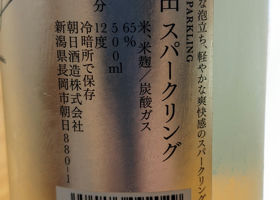 な泡立ち、軽やかな爽快感のスパークリング
SPARKLING
田 スパークリング
米、米麹／炭酸ガス
65%
500ml
12度
分
冷暗所で保存
朝日酒造株式会社
新潟県長岡市朝日880-1